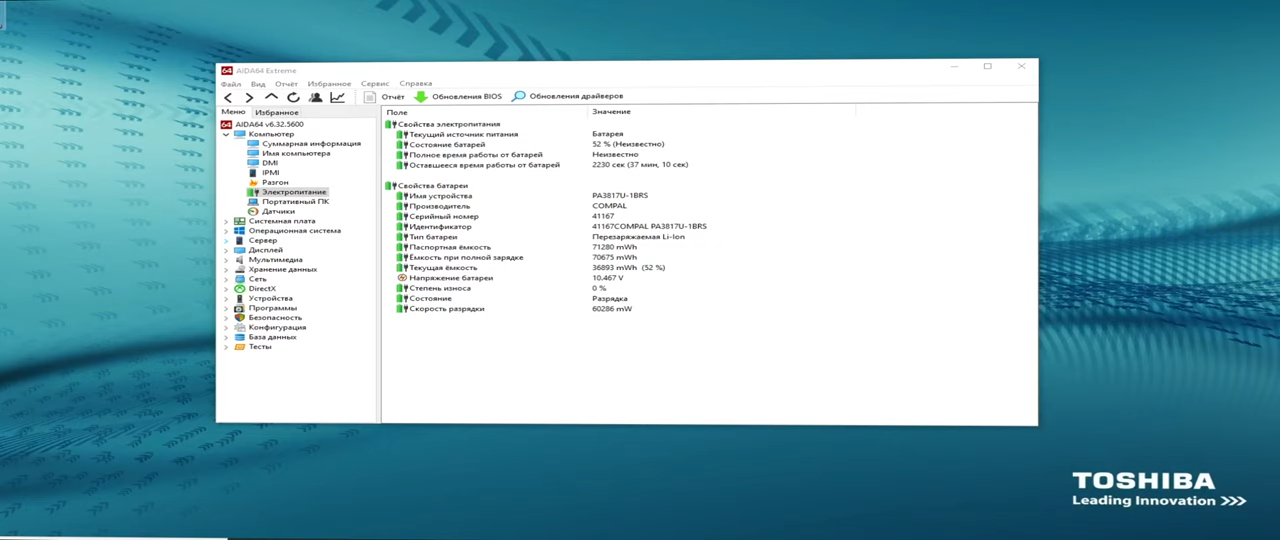 AIDA64 Extreme
Файл Вид Отчёт Избранное Сервис Справка
Отчёт Обновления BIOS Обновления драйверов
Меню Избранное
AIDA64 v6.32.5600
Компьютер
Суммарная информация
Имя компьютера
DMI
IPMI
Разгон
Электропитание
Портативный ПК
Датчики
Системная плата
Операционная система
Сервер
Дисплей
Мультимедиа
Хранение данных
Сеть
DirectX
Устройства
Программы
Безопасность
Конфигурация
База данных
Тесты
Поле Значение
Свойства электропитания
Текущий источник питания Батарея
Состояние батарей 52 % (Неизвестно)
Полное время работы от батарей Неизвестно
Оставшееся время работы от батарей 2230 сек (37 мин, 10 сек)
Свойства батареи
Имя устройства PA3817U-1BRS
Производитель COMPAL
Серийный номер 41167
Идентификатор 41167COMPAL PA3817U-1BRS
Тип батареи Перезаряжаемая Li-Ion
Паспортная ёмкость 71280 mWh
Ёмкость при полной зарядке 70675 mWh
Текущая ёмкость 36893 mWh (52 %)
Напряжение батареи 10.467 V
Степень износа 0 %
Состояние Разрядка
Скорость разрядки 60286 mW
TOSHIBA
Leading Innovation >>>